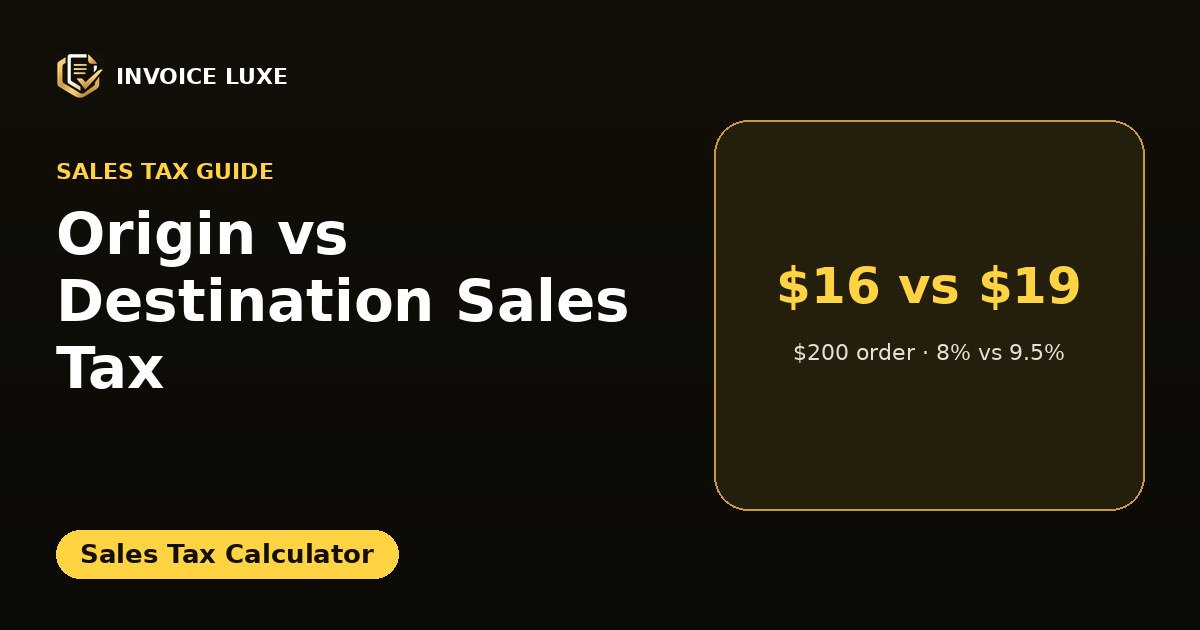 INVOICE LUXE
SALES TAX GUIDE
Origin vs
Destination Sales
Tax
$16 vs $19
$200 order · 8% vs 9.5%
Sales Tax Calculator